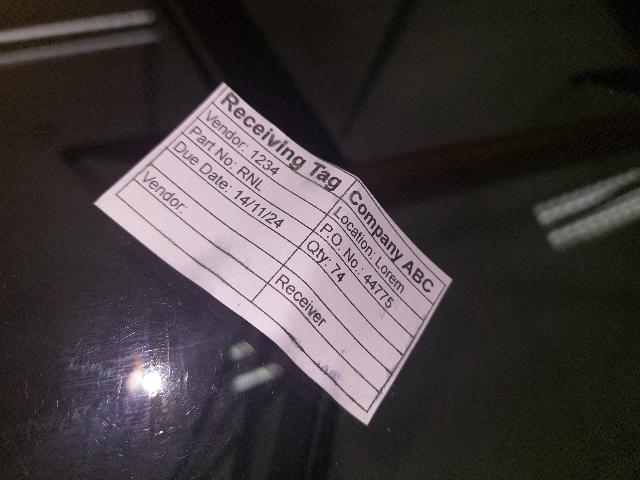 Receiving Tag Company ABC
Vendor: 1234 Location: Lorem
Part No: RNL P.O. No.: 44775
Due Date: 14/11/24 Qty: 74
Vendor: Receiver